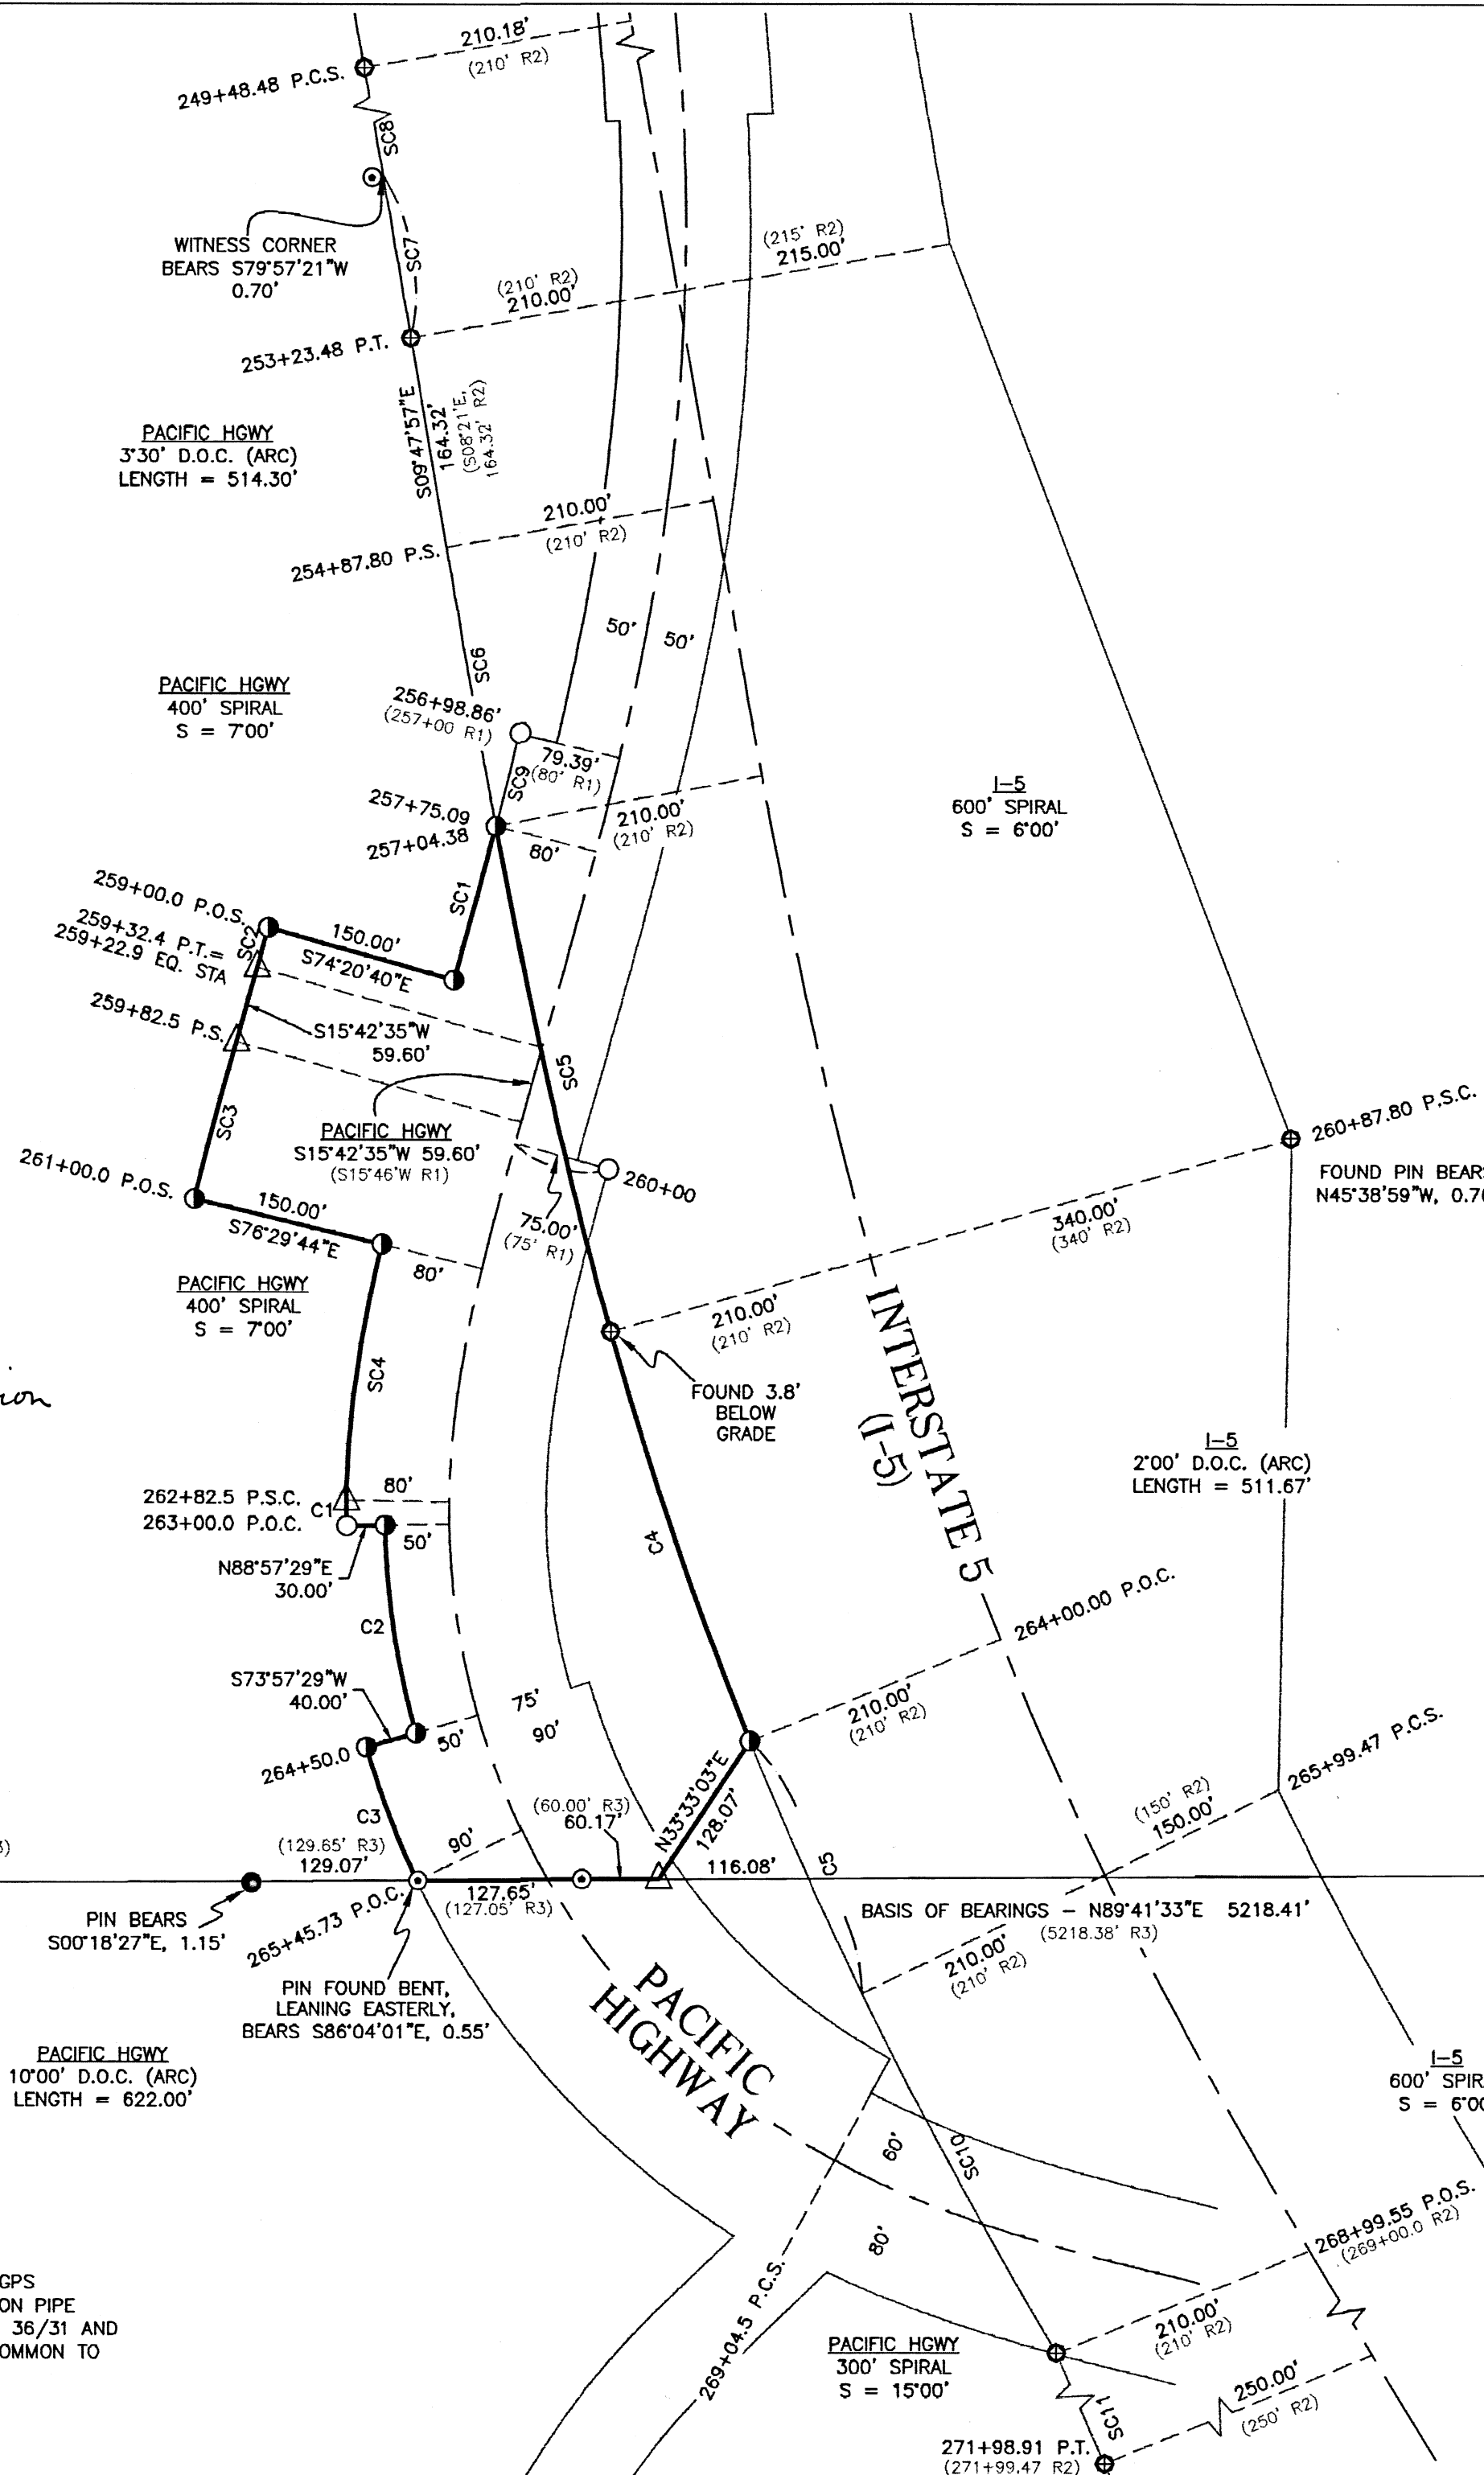 210.18'
(210' R2)
249+48.48 P.C.S.
SC8
WITNESS CORNER
BEARS S79°57'21"W
0.70'
SC7
(215' R2)
215.00'
(210' R2)
210.00'
253+23.48 P.T.
S09°47'57"E
164.32'
(S08°21'E,
164.32' R2)
PACIFIC HGWY
3°30' D.O.C. (ARC)
LENGTH = 514.30'
210.00'
(210' R2)
254+87.80 P.S.
50'
50'
SC6
PACIFIC HGWY
400' SPIRAL
S = 7°00'
256+98.86'
(257+00 R1)
79.39'
(80' R1)
SC9
257+75.09
257+04.38
210.00'
(210' R2)
80'
I-5
600' SPIRAL
S = 6°00'
SC1
259+00.0 P.O.S.
259+32.4 P.T.=
259+22.9 EQ. STA
SC2
150.00'
S74°20'40"E
259+82.5 P.S.
S15°42'35"W
59.60'
SC5
SC3
PACIFIC HGWY
S15°42'35"W 59.60'
(S15°46'W R1)
260+87.80 P.S.C.
FOUND PIN BEARS
N45°38'59"W, 0.70
261+00.0 P.O.S.
150.00'
S76°29'44"E
260+00
75.00'
(75' R1)
80'
340.00'
(340' R2)
PACIFIC HGWY
400' SPIRAL
S = 7°00'
210.00'
(210' R2)
INTERSTATE 5
(I-5)
SC4
FOUND 3.8'
BELOW
GRADE
I-5
2°00' D.O.C. (ARC)
LENGTH = 511.67'
262+82.5 P.S.C.
C1
80'
263+00.0 P.O.C.
50'
N88°57'29"E
30.00'
C4
C2
264+00.00 P.O.C.
S73°57'29"W
40.00'
75'
90'
50'
210.00'
(210' R2)
264+50.0
265+99.47 P.C.S.
C3
(60.00' R3)
60.17'
N33°33'03"E
128.07'
(150' R2)
150.00'
(129.65' R3)
129.07'
90'
116.08'
C5
127.65'
(127.05' R3)
BASIS OF BEARINGS – N89°41'33"E 5218.41'
(5218.38' R3)
PIN BEARS
S00°18'27"E, 1.15'
265+45.73 P.O.C.
210.00'
(210' R2)
PIN FOUND BENT,
LEANING EASTERLY,
BEARS S86°04'01"E, 0.55'
PACIFIC
HIGHWAY
PACIFIC HGWY
10°00' D.O.C. (ARC)
LENGTH = 622.00'
I-5
600' SPIR
S = 6°00
60'
SC10
80'
268+99.55 P.O.S.
(269+00.0 R2)
269+04.5 P.C.S.
210.00'
(210' R2)
GPS
ON PIPE
36/31 AND
OMMON TO
PACIFIC HGWY
300' SPIRAL
S = 15°00'
250.00'
(250' R2)
SC11
271+98.91 P.T.
(271+99.47 R2)